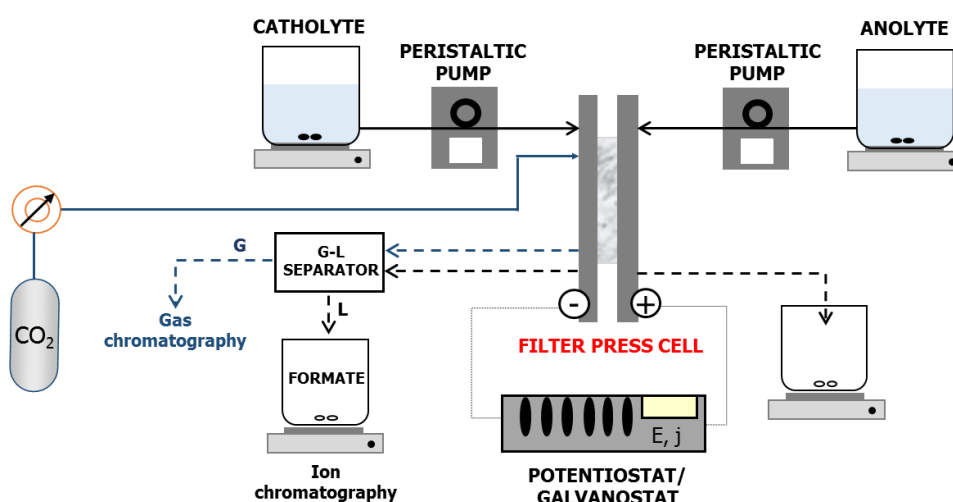 CATHOLYTE
ANOLYTE
PERISTALTIC
PUMP
PERISTALTIC
PUMP
G
G-L
SEPARATOR
L
CO2
Gas
chromatography
-
+
FILTER PRESS CELL
FORMATE
E, j
Ion
chromatography
POTENTIOSTAT/
GALVANOSTAT